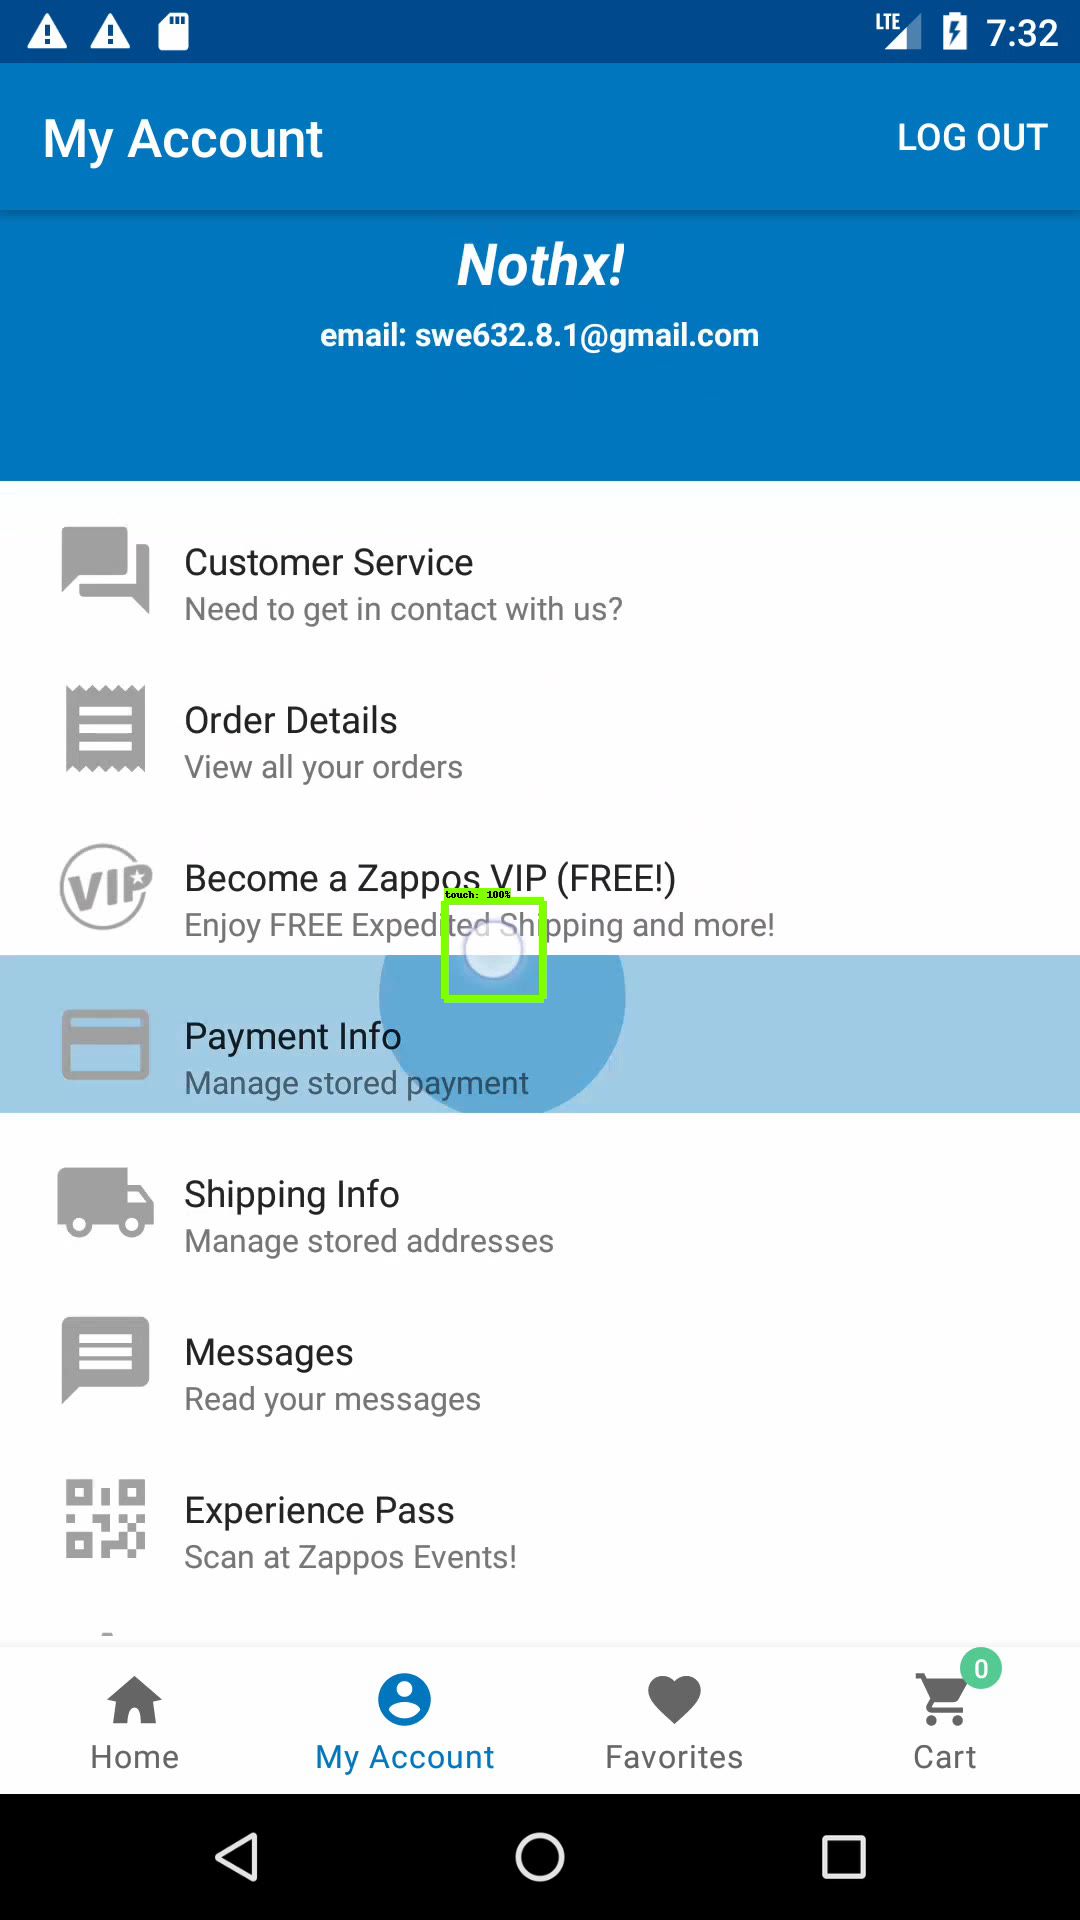 LTE 7:32
My Account LOG OUT
Nothx!
email: swe632.8.1@gmail.com
Customer Service
Need to get in contact with us?
Order Details
View all your orders
VIP
Become a Zappos VIP (FREE!)
touch: 100%
Enjoy FREE Expedited Shipping and more!
Payment Info
Manage stored payment
Shipping Info
Manage stored addresses
Messages
Read your messages
Experience Pass
Scan at Zappos Events!
0
Home My Account Favorites Cart